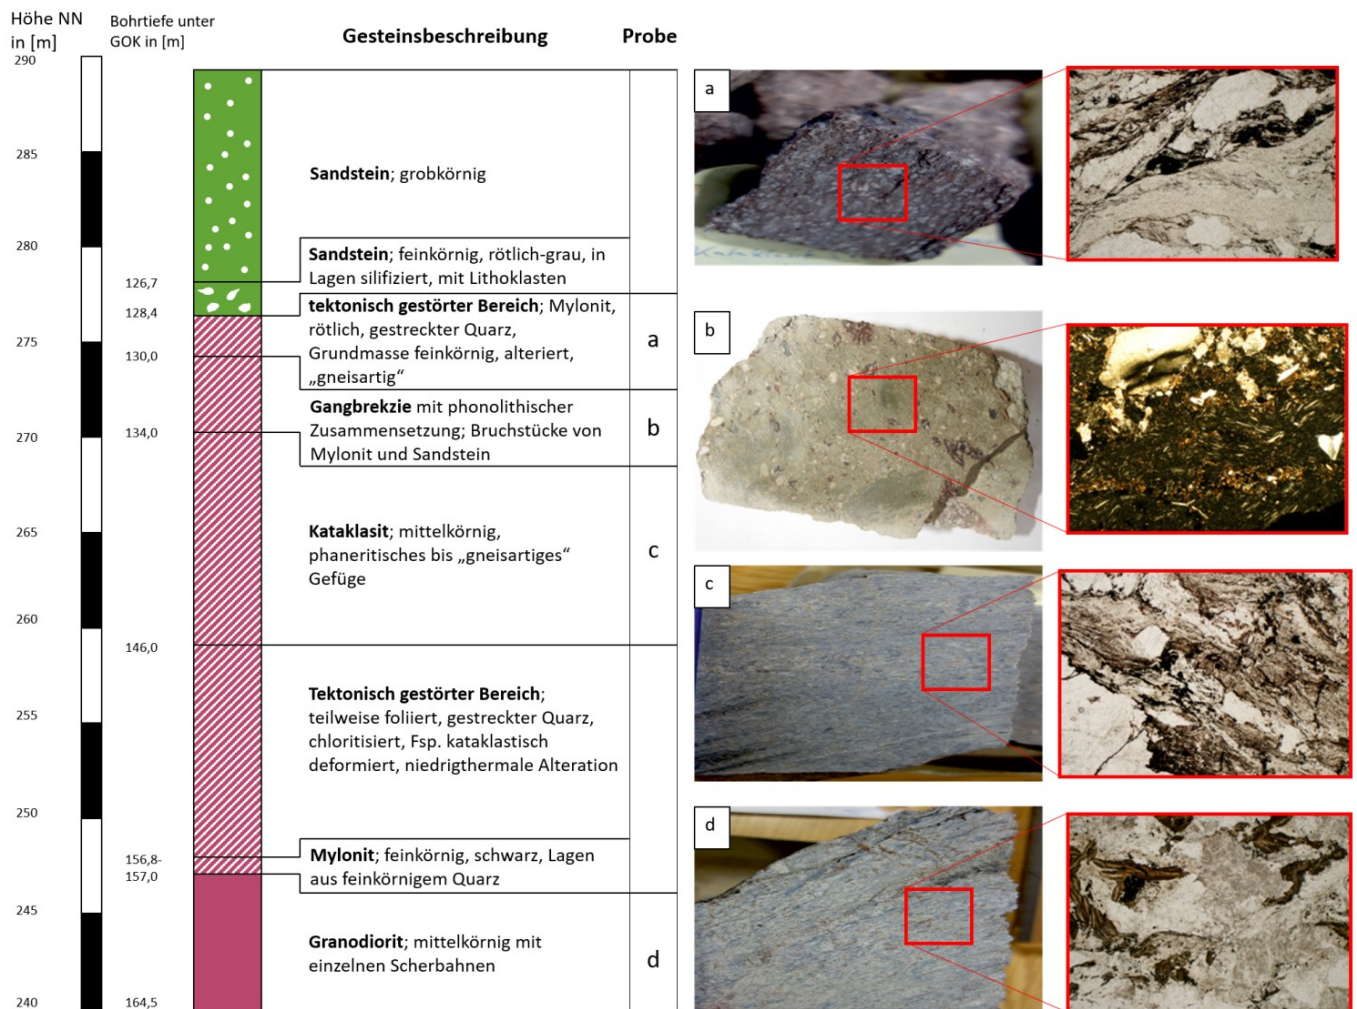 Höhe NN
in [m]
Bohrtiefe unter
GOK in [m]
Gesteinsbeschreibung
Probe
290
285
280
275
270
265
260
255
250
245
240
126,7
128,4
130,0
134,0
146,0
156,8-
157,0
164,5
Sandstein; grobkörnig
Sandstein; feinkörnig, rötlich-grau, in
Lagen silifiziert, mit Lithoklasten
tektonisch gestörter Bereich; Mylonit,
rötlich, gestreckter Quarz,
Grundmasse feinkörnig, alteriert,
„gneisartig“
a
Gangbrekzie mit phonolithischer
Zusammensetzung; Bruchstücke von
Mylonit und Sandstein
b
Kataklasit; mittelkörnig,
phaneritisches bis „gneisartiges“
Gefüge
c
Tektonisch gestörter Bereich;
teilweise foliiert, gestreckter Quarz,
chloritisiert, Fsp. kataklastisch
deformiert, niedrigthermale Alteration
Mylonit; feinkörnig, schwarz, Lagen
aus feinkörnigem Quarz
Granodiorit; mittelkörnig mit
einzelnen Scherbahnen
d
a
b
c
d